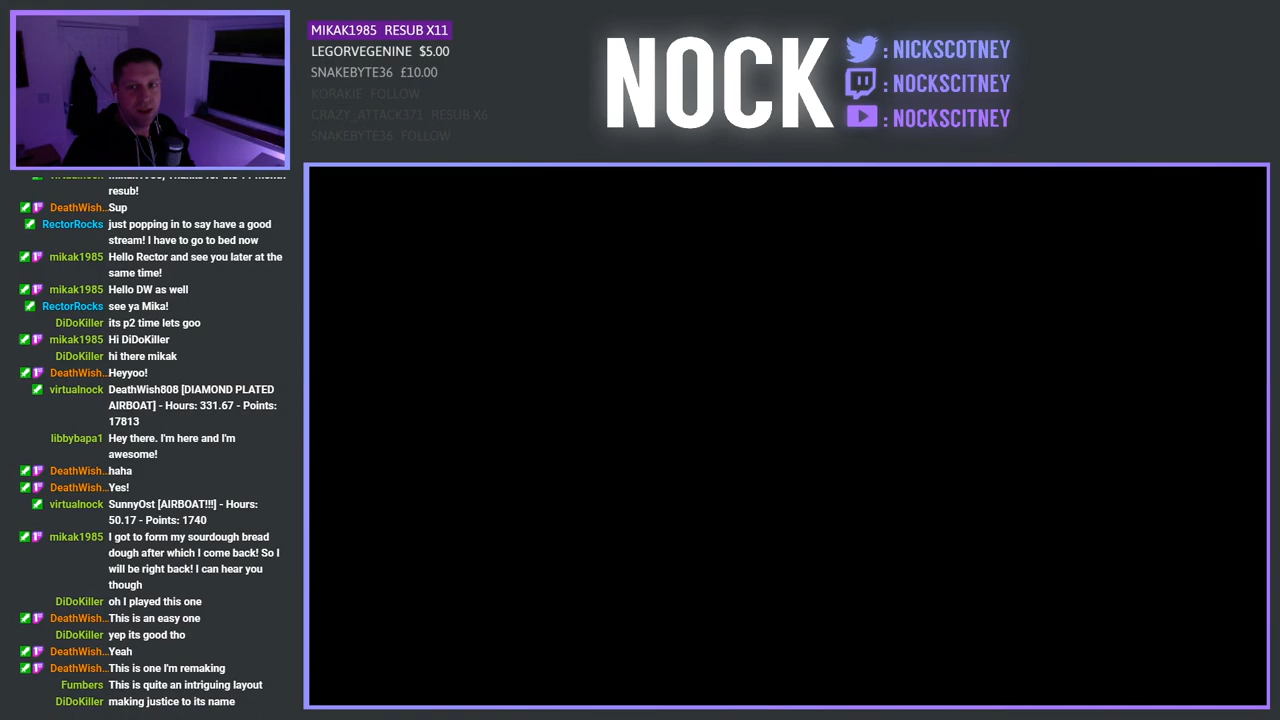 MIKAK1985 RESUB X11
LEGORVEGENINE $5.00
SNAKEBYTE36 £10.00
KORAKIE FOLLOW
CRAZY_ATTACK371 RESUB X6
SNAKEBYTE36 FOLLOW
NOCK
: NICKSCOTNEY
: NOCKSCITNEY
: NOCKSCITNEY
resub!
DeathWish... Sup
RectorRocks just popping in to say have a good
stream! I have to go to bed now
mikak1985 Hello Rector and see you later at the
same time!
mikak1985 Hello DW as well
RectorRocks see ya Mika!
DiDoKiller its p2 time lets goo
mikak1985 Hi DiDoKiller
DiDoKiller hi there mikak
DeathWish... Heyyoo!
virtualnock DeathWish808 [DIAMOND PLATED
AIRBOAT] - Hours: 331.67 - Points:
17813
libbybapa1 Hey there. I'm here and I'm
awesome!
DeathWish... haha
DeathWish... Yes!
virtualnock SunnyOst [AIRBOAT!!!] - Hours:
50.17 - Points: 1740
mikak1985 I got to form my sourdough bread
dough after which I come back! So I
will be right back! I can hear you
though
DiDoKiller oh I played this one
DeathWish... This is an easy one
DiDoKiller yep its good tho
DeathWish... Yeah
DeathWish... This is one I'm remaking
Fumbers This is quite an intriguing layout
DiDoKiller making justice to its name